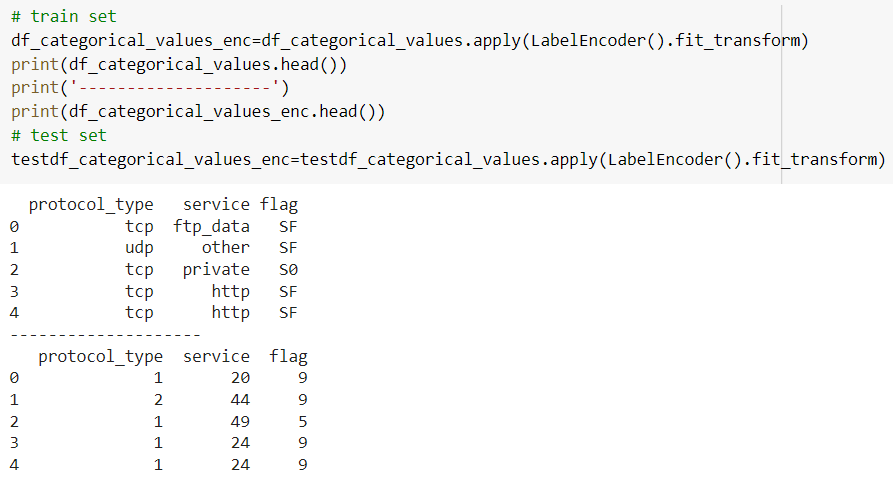 # train set
df_categorical_values_enc=df_categorical_values.apply(LabelEncoder().fit_transform)
print(df_categorical_values.head())
print('--------------------')
print(df_categorical_values_enc.head())
# test set
testdf_categorical_values_enc=testdf_categorical_values.apply(LabelEncoder().fit_transform)
  protocol_type   service flag
0           tcp  ftp_data   SF
1           udp     other   SF
2           tcp   private   S0
3           tcp      http   SF
4           tcp      http   SF
--------------------
   protocol_type  service  flag
0              1       20     9
1              2       44     9
2              1       49     5
3              1       24     9
4              1       24     9